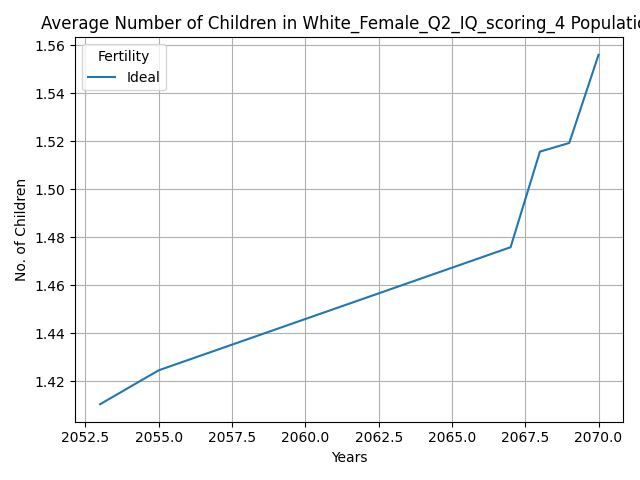 Average Number of Children in White_Female_Q2_IQ_scoring_4 Populatio
Fertility
Ideal
1.56
1.54
1.52
1.50
1.48
1.46
1.44
1.42
No. of Children
2052.5 2055.0 2057.5 2060.0 2062.5 2065.0 2067.5 2070.0
Years